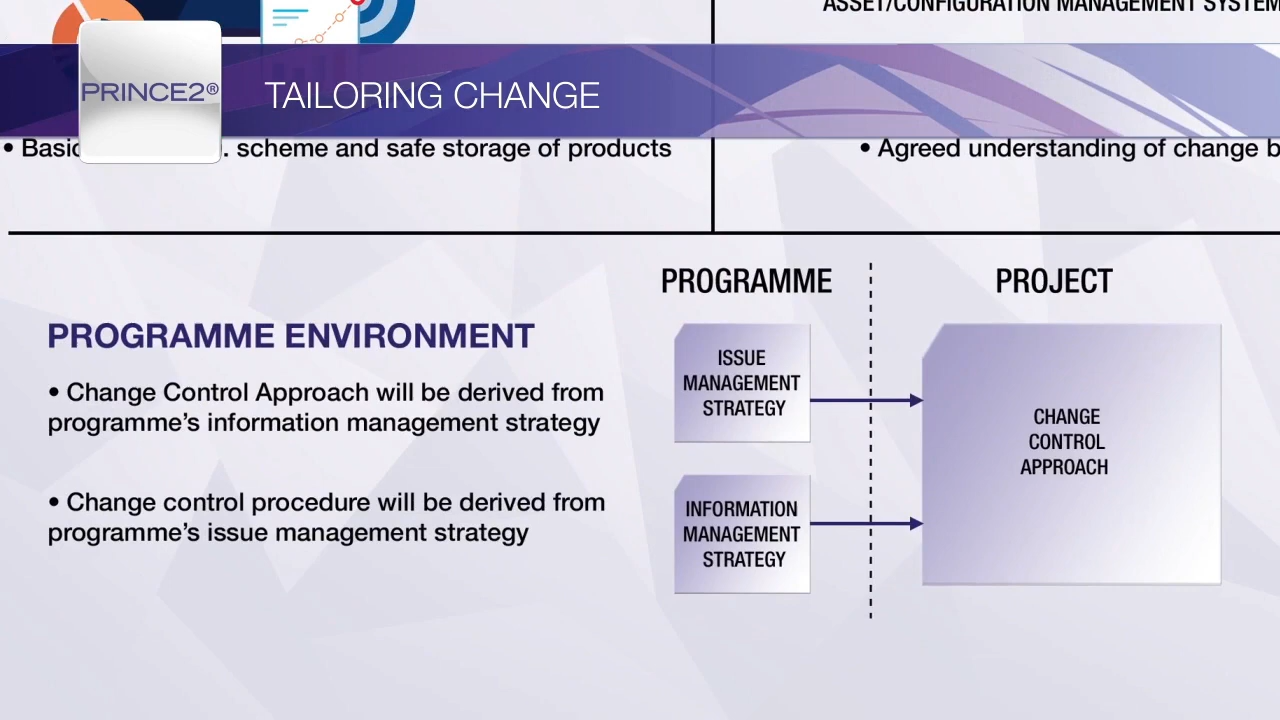 ASSET/CONFIGURATION MANAGEMENT SYSTEM
PRINCE2®
TAILORING CHANGE
• Basic . scheme and safe storage of products
• Agreed understanding of change b
PROGRAMME
PROJECT
PROGRAMME ENVIRONMENT
• Change Control Approach will be derived from
programme’s information management strategy
• Change control procedure will be derived from
programme’s issue management strategy
ISSUE
MANAGEMENT
STRATEGY
INFORMATION
MANAGEMENT
STRATEGY
CHANGE
CONTROL
APPROACH